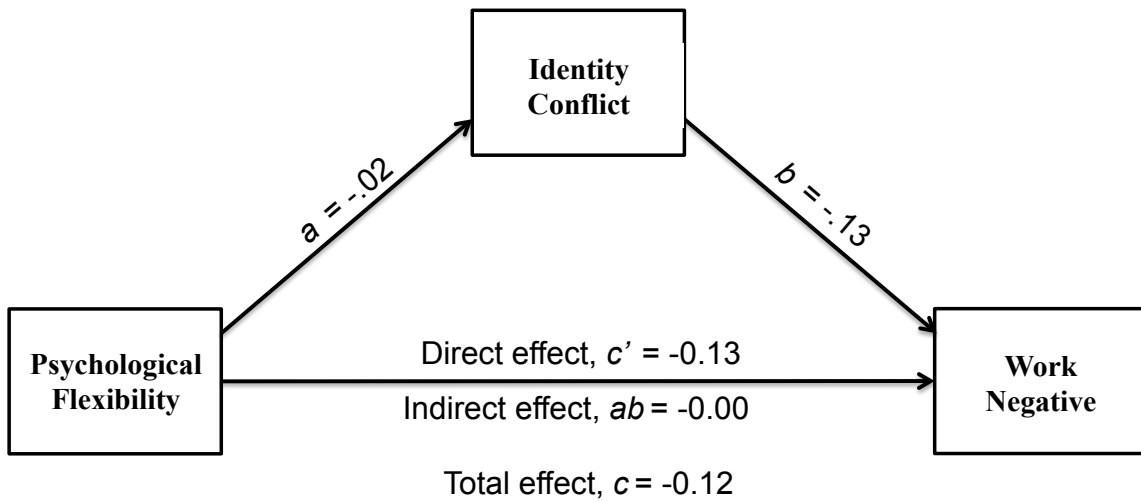 Identity
Conflict
a = -.02
b = -.13
Psychological
Flexibility
Direct effect, c’ = -0.13
Indirect effect, ab = -0.00
Work
Negative
Total effect, c = -0.12